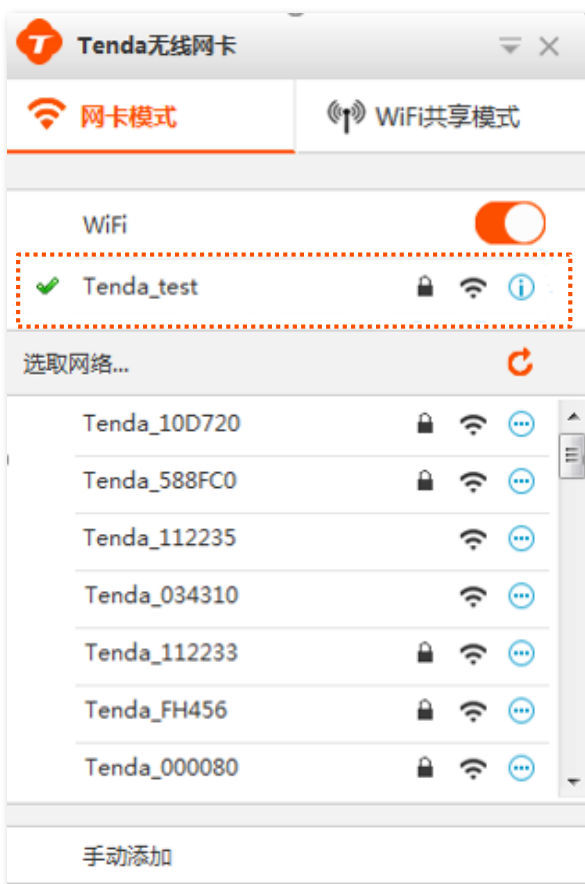 Tenda无线网卡
网卡模式 WiFi共享模式
WiFi
Tenda_test
选取网络...
Tenda_10D720
Tenda_588FC0
Tenda_112235
Tenda_034310
Tenda_112233
Tenda_FH456
Tenda_000080
手动添加